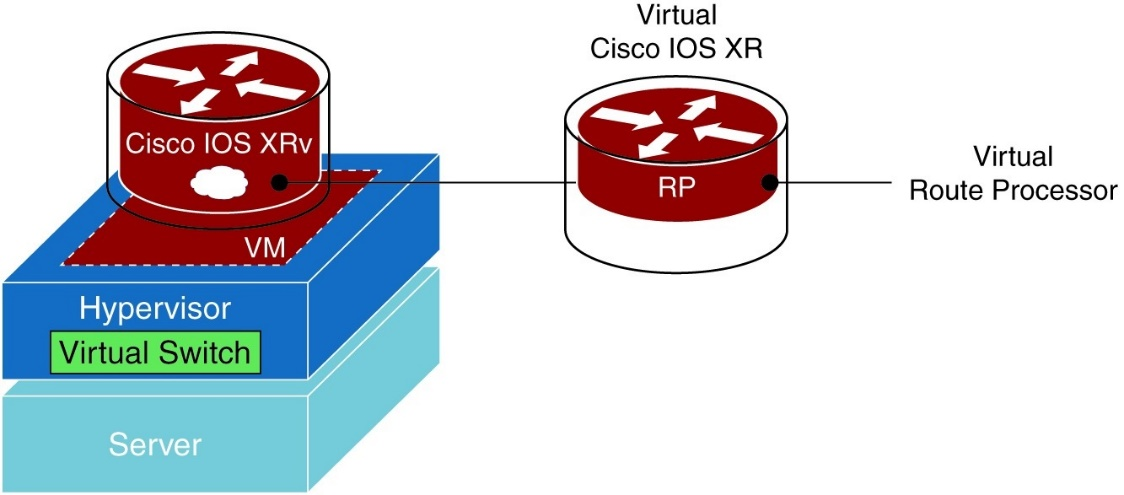 Virtual
Cisco IOS XR
Cisco IOS XRv
RP
Virtual
Route Processor
VM
Hypervisor
Virtual Switch
Server